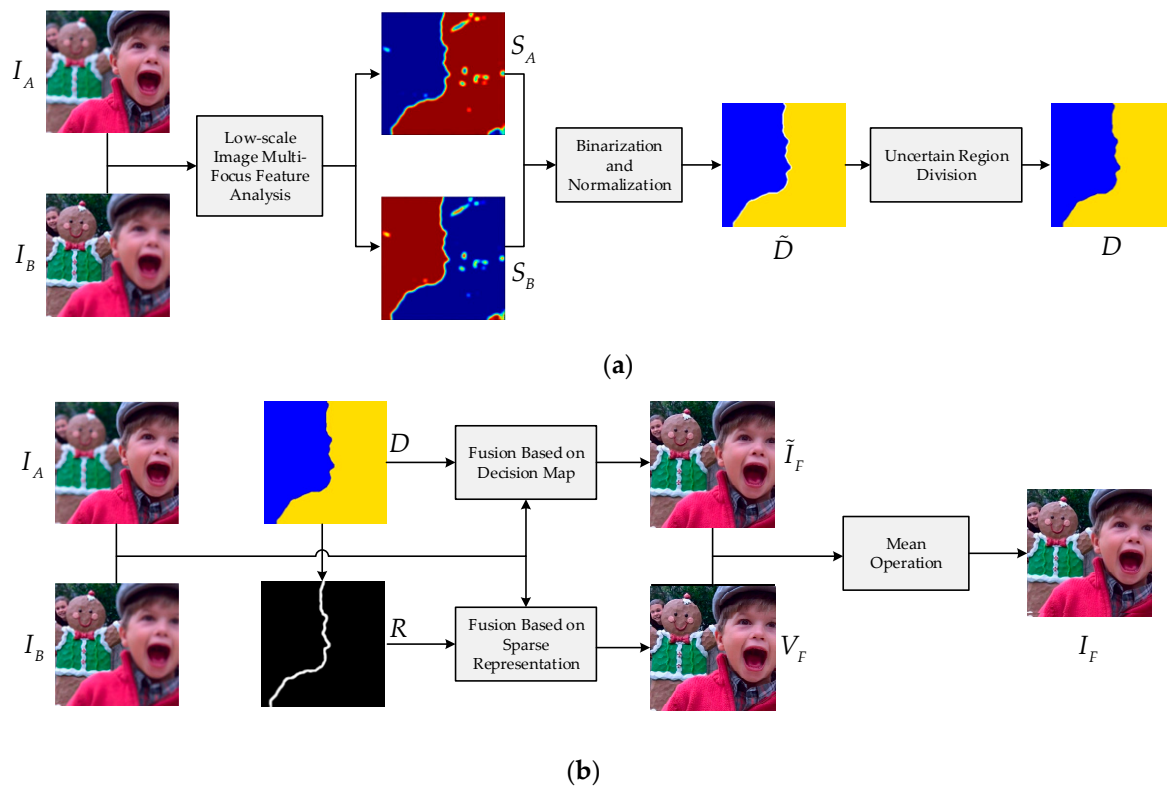 I_A
I_B
Low-scale
Image Multi-
Focus Feature
Analysis
S_A
S_B
Binarization
and
Normalization
D̃
Uncertain Region
Division
D
(a)
I_A
I_B
D
R
Fusion Based on
Decision Map
Fusion Based on
Sparse
Representation
Ĩ_F
V_F
Mean
Operation
I_F
(b)